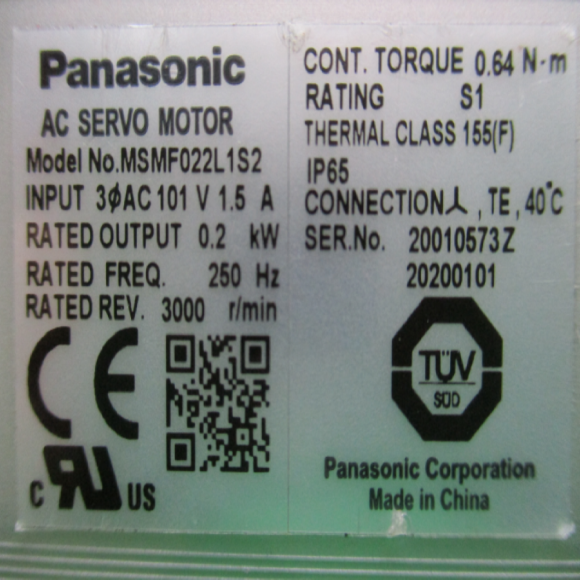 Panasonic
AC SERVO MOTOR
Model No.MSMF022L1S2
INPUT 3ϕAC 101 V 1.5 A
RATED OUTPUT 0.2 kW
RATED FREQ. 250 Hz
RATED REV. 3000 r/min
CE
C RU US
CONT. TORQUE 0.64 N·m
RATING S1
THERMAL CLASS 155(F)
IP65
CONNECTION⅄, TE, 40℃
SER.No. 20010573Z
20200101
TÜV
SÜD
Panasonic Corporation
Made in China